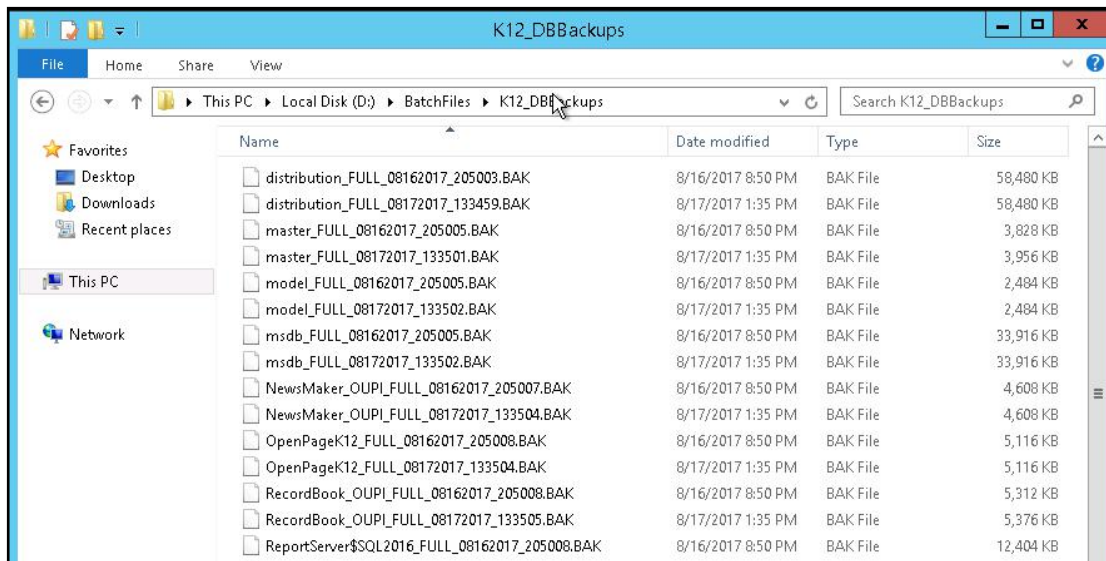 K12_DBBackups
File Home Share View
This PC Local Disk (D:) BatchFiles K12_DBBackups Search K12_DBBackups
Favorites
Desktop
Downloads
Recent places
This PC
Network
Name Date modified Type Size
distribution_FULL_08162017_205003.BAK 8/16/2017 8:50 PM BAK File 58,480 KB
distribution_FULL_08172017_133459.BAK 8/17/2017 1:35 PM BAK File 58,480 KB
master_FULL_08162017_205005.BAK 8/16/2017 8:50 PM BAK File 3,828 KB
master_FULL_08172017_133501.BAK 8/17/2017 1:35 PM BAK File 3,956 KB
model_FULL_08162017_205005.BAK 8/16/2017 8:50 PM BAK File 2,484 KB
model_FULL_08172017_133502.BAK 8/17/2017 1:35 PM BAK File 2,484 KB
msdb_FULL_08162017_205005.BAK 8/16/2017 8:50 PM BAK File 33,916 KB
msdb_FULL_08172017_133502.BAK 8/17/2017 1:35 PM BAK File 33,916 KB
NewsMaker_OUPI_FULL_08162017_205007.BAK 8/16/2017 8:50 PM BAK File 4,608 KB
NewsMaker_OUPI_FULL_08172017_133504.BAK 8/17/2017 1:35 PM BAK File 4,608 KB
OpenPageK12_FULL_08162017_205008.BAK 8/16/2017 8:50 PM BAK File 5,116 KB
OpenPageK12_FULL_08172017_133504.BAK 8/17/2017 1:35 PM BAK File 5,116 KB
RecordBook_OUPI_FULL_08162017_205008.BAK 8/16/2017 8:50 PM BAK File 5,312 KB
RecordBook_OUPI_FULL_08172017_133505.BAK 8/17/2017 1:35 PM BAK File 5,376 KB
ReportServer$SQL2016_FULL_08162017_205008.BAK 8/16/2017 8:50 PM BAK File 12,404 KB